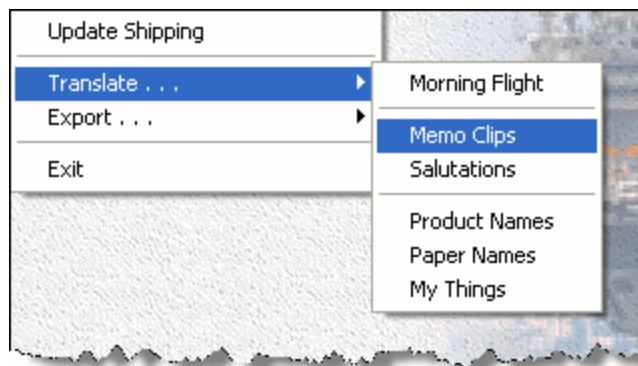 Update Shipping
Translate . . .
Export . . .
Exit
Morning Flight
Memo Clips
Salutations
Product Names
Paper Names
My Things